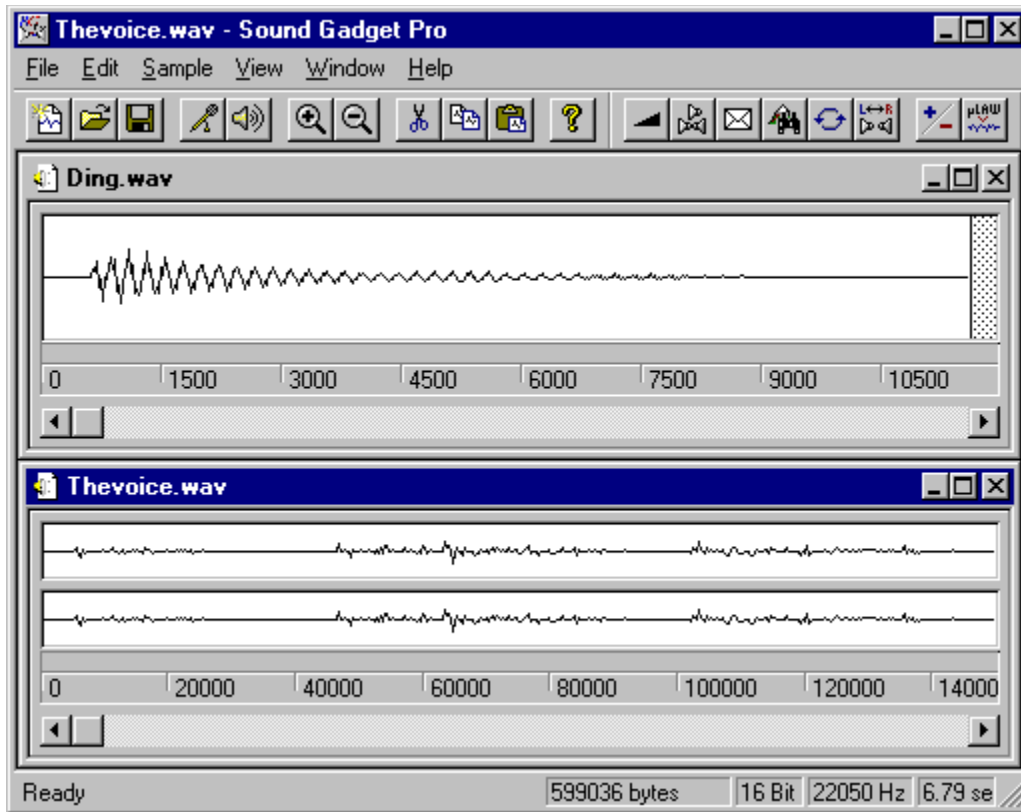 Thevoice.wav - Sound Gadget Pro
File Edit Sample View Window Help
L R
µLAW
Ding.wav
0 1500 3000 4500 6000 7500 9000 10500
Thevoice.wav
0 20000 40000 60000 80000 100000 120000 14000
Ready 599036 bytes 16 Bit 22050 Hz 6.79 se